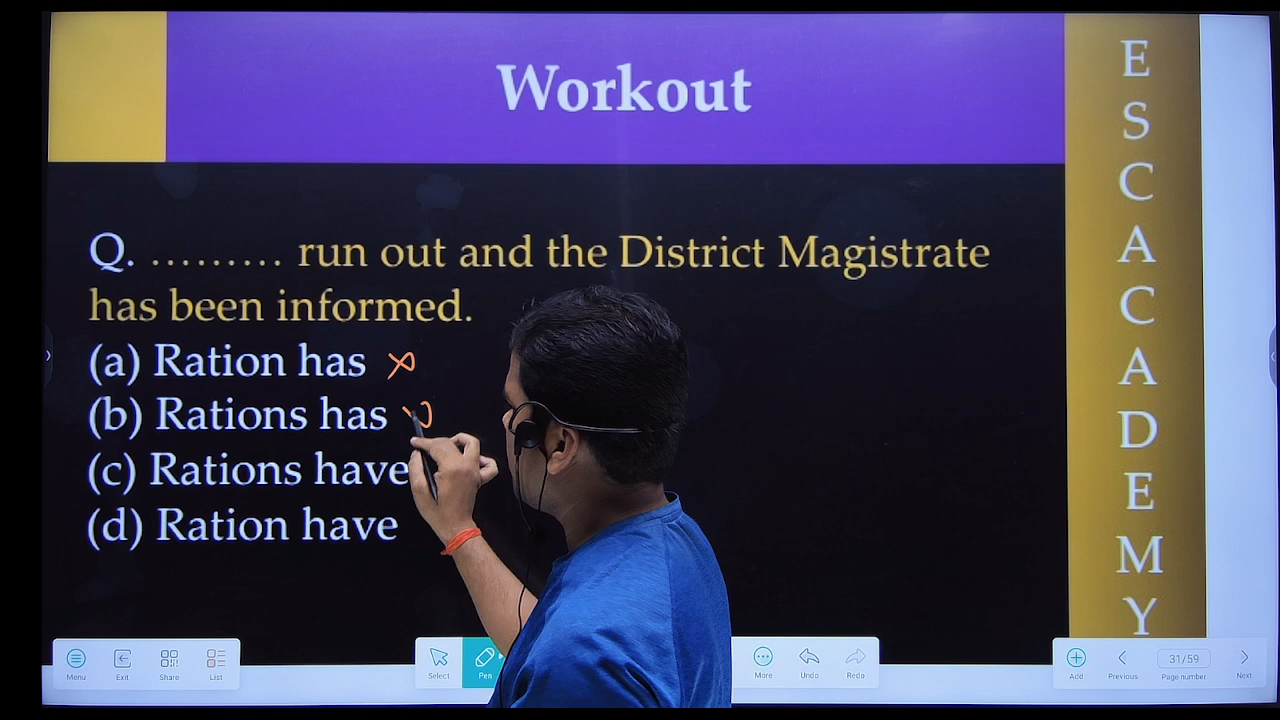 Workout
Q. ......... run out and the District Magistrate
has been informed.
(a) Ration has
(b) Rations has
(c) Rations have
(d) Ration have
E
S
C
A
C
A
D
E
M
Y
Menu
Exit
Share
List
Select
Pen
More
Undo
Redo
Add
Previous
31/59
Page number
Next